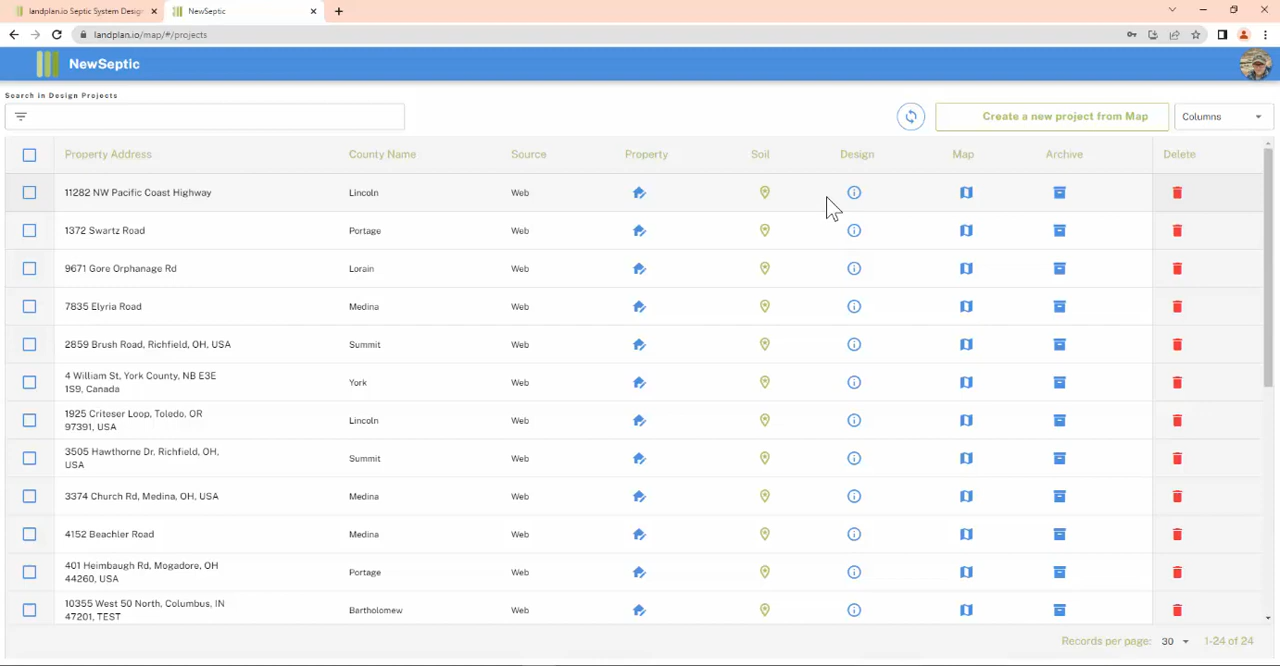 landplan.io Septic System Desig
NewSeptic
landplan.io/map/#/projects
NewSeptic
Search in Design Projects
Create a new project from Map
Columns
Property Address County Name Source Property Soil Design Map Archive Delete
11282 NW Pacific Coast Highway Lincoln Web
1372 Swartz Road Portage Web
9671 Gore Orphanage Rd Lorain Web
7835 Elyria Road Medina Web
2859 Brush Road, Richfield, OH, USA Summit Web
4 William St, York County, NB E3E
1S9, Canada
York Web
1925 Criteser Loop, Toledo, OR
97391, USA
Lincoln Web
3505 Hawthorne Dr, Richfield, OH,
USA
Summit Web
3374 Church Rd, Medina, OH, USA Medina Web
4152 Beachler Road Medina Web
401 Heimbaugh Rd, Mogadore, OH
44260, USA
Portage Web
10355 West 50 North, Columbus, IN
47201, TEST
Bartholomew Web
Records per page: 30 1-24 of 24